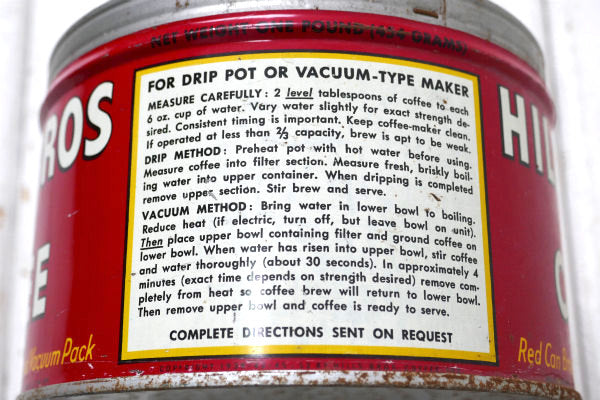 NET WEIGHT ONE POUND (454 GRAMS)
ROS
EE
Vacuum Pack
FOR DRIP POT OR VACUUM-TYPE MAKER
MEASURE CAREFULLY: 2 level tablespoons of coffee to each
6 oz. cup of water. Vary water slightly for exact strength de-
sired. Consistent timing is important. Keep coffee-maker clean.
If operated at less than 2/3 capacity, brew is apt to be weak.
DRIP METHOD: Preheat pot with hot water before using.
Measure coffee into filter section. Measure fresh, briskly boil-
ing water into upper container. When dripping is completed
remove upper section. Stir brew and serve.
VACUUM METHOD: Bring water in lower bowl to boiling.
Reduce heat (if electric, turn off, but leave bowl on unit).
Then place upper bowl containing filter and ground coffee on
lower bowl. When water has risen into upper bowl, stir coffee
and water thoroughly (about 30 seconds). In approximately 4
minutes (exact time depends on strength desired) remove com-
pletely from heat so coffee brew will return to lower bowl.
Then remove upper bowl and coffee is ready to serve.
COMPLETE DIRECTIONS SENT ON REQUEST
HIL
Red Can
COPYRIGHT